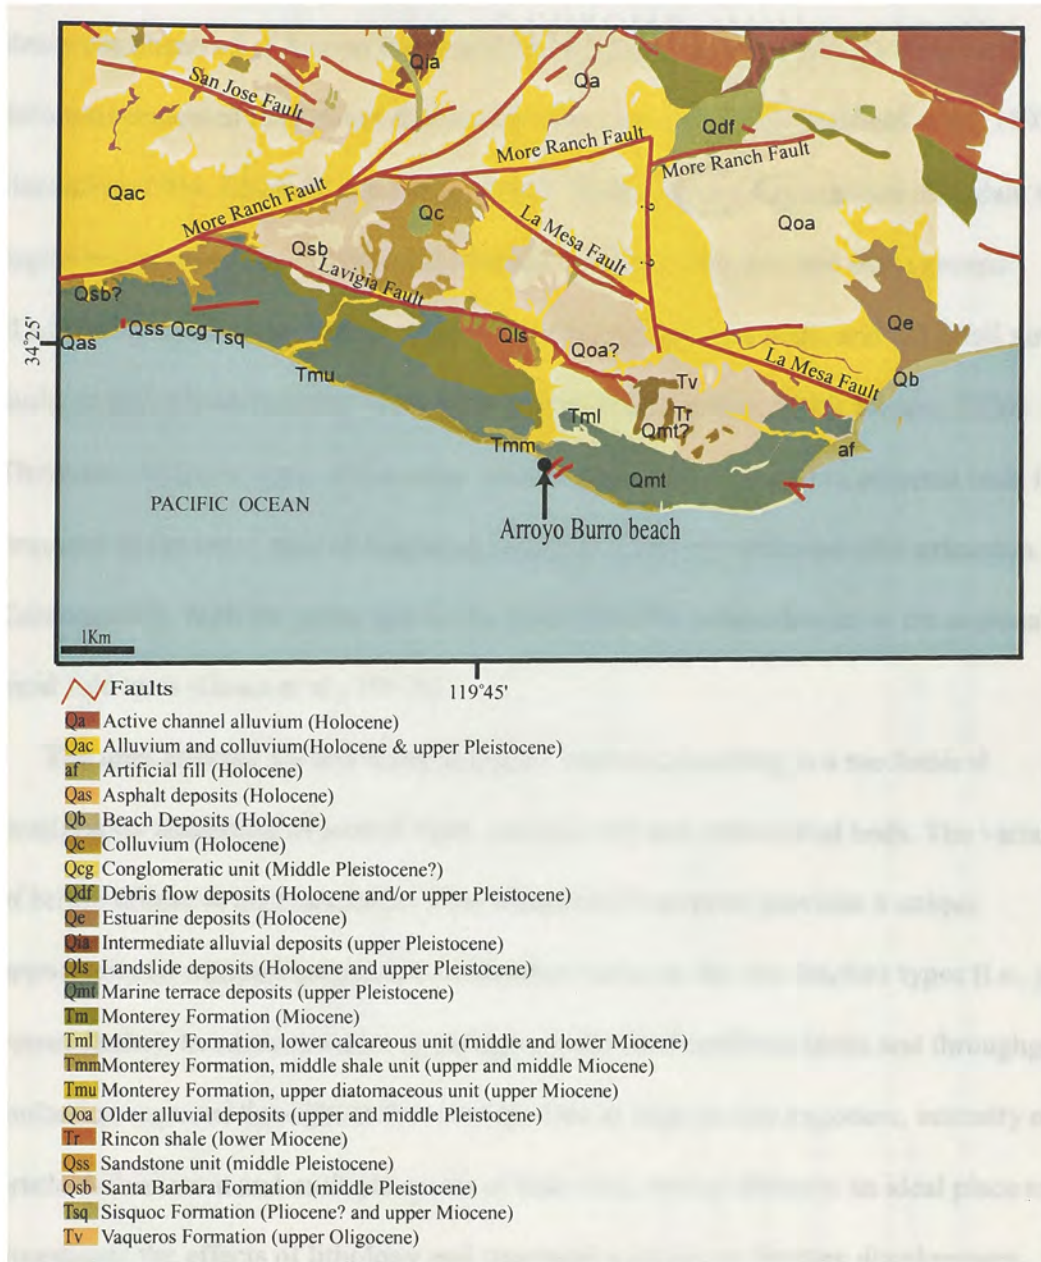 Qia
Qa
San Jose Fault
Qdf
More Ranch Fault
More Ranch Fault
Qac
More Ranch Fault
Qc
?
Qoa
La Mesa Fault
Qsb
Lavigia Fault
?
Qsb?
Qss Qcg Tsq
Qls
Qe
34°25'
Qas
Qoa?
La Mesa Fault
Qb
Tmu
Tv
Tml
Tr
Qmt?
Tmm
af
Qmt
PACIFIC OCEAN
Arroyo Burro beach
1Km
119°45'
Faults
Qa Active channel alluvium (Holocene)
Qac Alluvium and colluvium(Holocene & upper Pleistocene)
af Artificial fill (Holocene)
Qas Asphalt deposits (Holocene)
Qb Beach Deposits (Holocene)
Qc Colluvium (Holocene)
Qcg Conglomeratic unit (Middle Pleistocene?)
Qdf Debris flow deposits (Holocene and/or upper Pleistocene)
Qe Estuarine deposits (Holocene)
Qia Intermediate alluvial deposits (upper Pleistocene)
Qls Landslide deposits (Holocene and upper Pleistocene)
Qmt Marine terrace deposits (upper Pleistocene)
Tm Monterey Formation (Miocene)
Tml Monterey Formation, lower calcareous unit (middle and lower Miocene)
Tmm Monterey Formation, middle shale unit (upper and middle Miocene)
Tmu Monterey Formation, upper diatomaceous unit (upper Miocene)
Qoa Older alluvial deposits (upper and middle Pleistocene)
Tr Rincon shale (lower Miocene)
Qss Sandstone unit (middle Pleistocene)
Qsb Santa Barbara Formation (middle Pleistocene)
Tsq Sisquoc Formation (Pliocene? and upper Miocene)
Tv Vaqueros Formation (upper Oligocene)